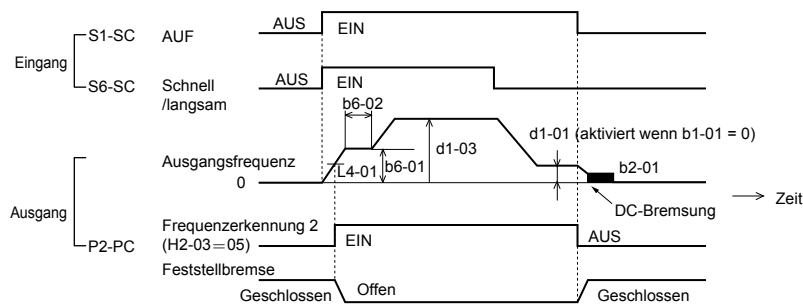 Eingang
S1-SC AUF AUS EIN
S6-SC Schnell /langsam AUS EIN
b6-02
d1-01 (aktiviert wenn b1-01 = 0)
d1-03
Ausgangsfrequenz
L4-01 b6-01 b2-01
0
Zeit
DC-Bremsung
Ausgang
Frequenzerkennung 2
P2-PC (H2-03=05) EIN AUS
Feststellbremse
Geschlossen Offen Geschlossen